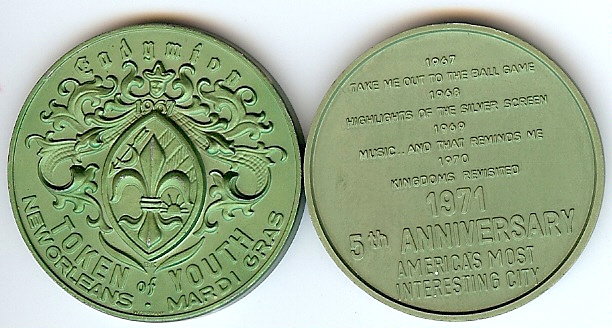 Endymion
1967
TOKEN of YOUTH
NEW ORLEANS • MARDI GRAS
1967
TAKE ME OUT TO THE BALL GAME
1968
HIGHLIGHTS OF THE SILVER SCREEN
1969
MUSIC...AND THAT REMINDS ME
1970
KINGDOMS REVISITED
1971
5th ANNIVERSARY
AMERICA'S MOST
INTERESTING CITY